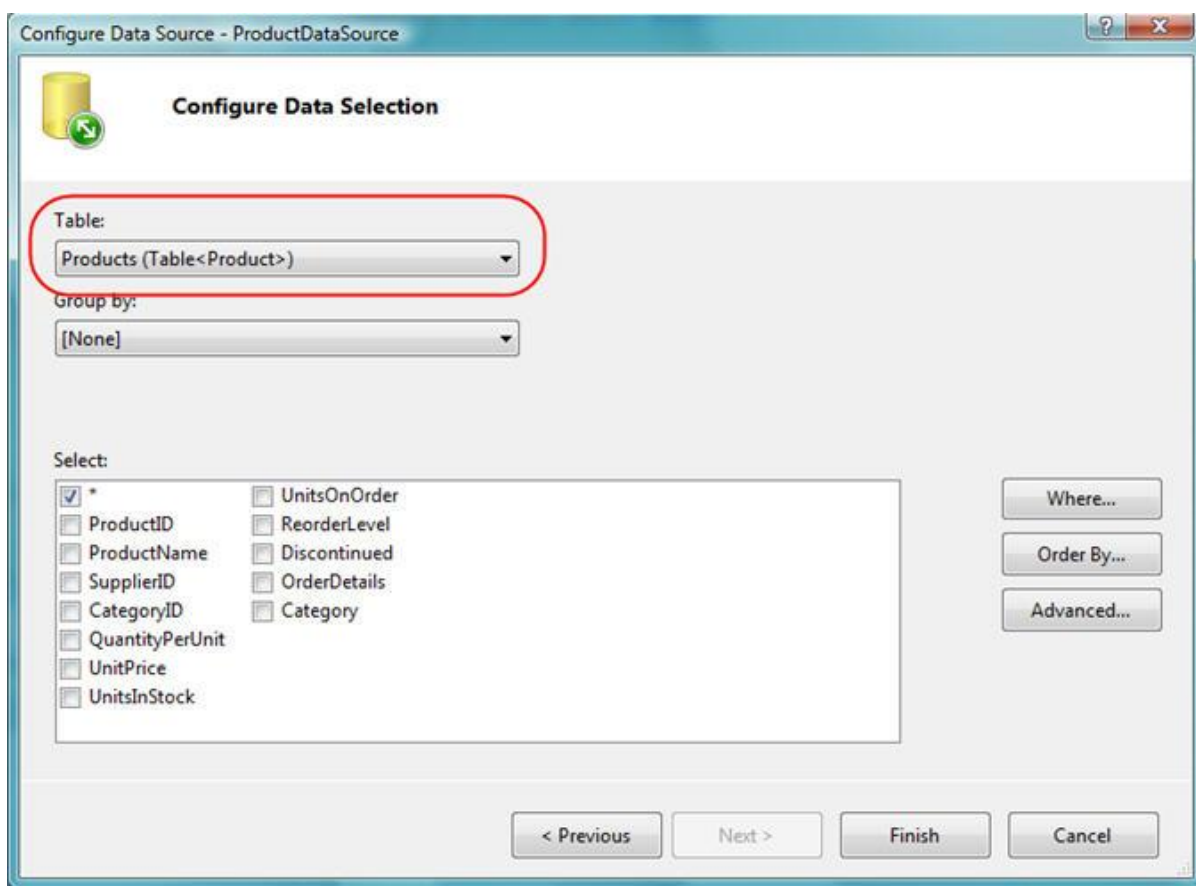 Configure Data Source - ProductDataSource
Configure Data Selection
Table:
Products (Table<Product>)
Group by:
[None]
Select:
*
ProductID
ProductName
SupplierID
CategoryID
QuantityPerUnit
UnitPrice
UnitsInStock
UnitsOnOrder
ReorderLevel
Discontinued
OrderDetails
Category
Where...
Order By...
Advanced...
< Previous
Next >
Finish
Cancel